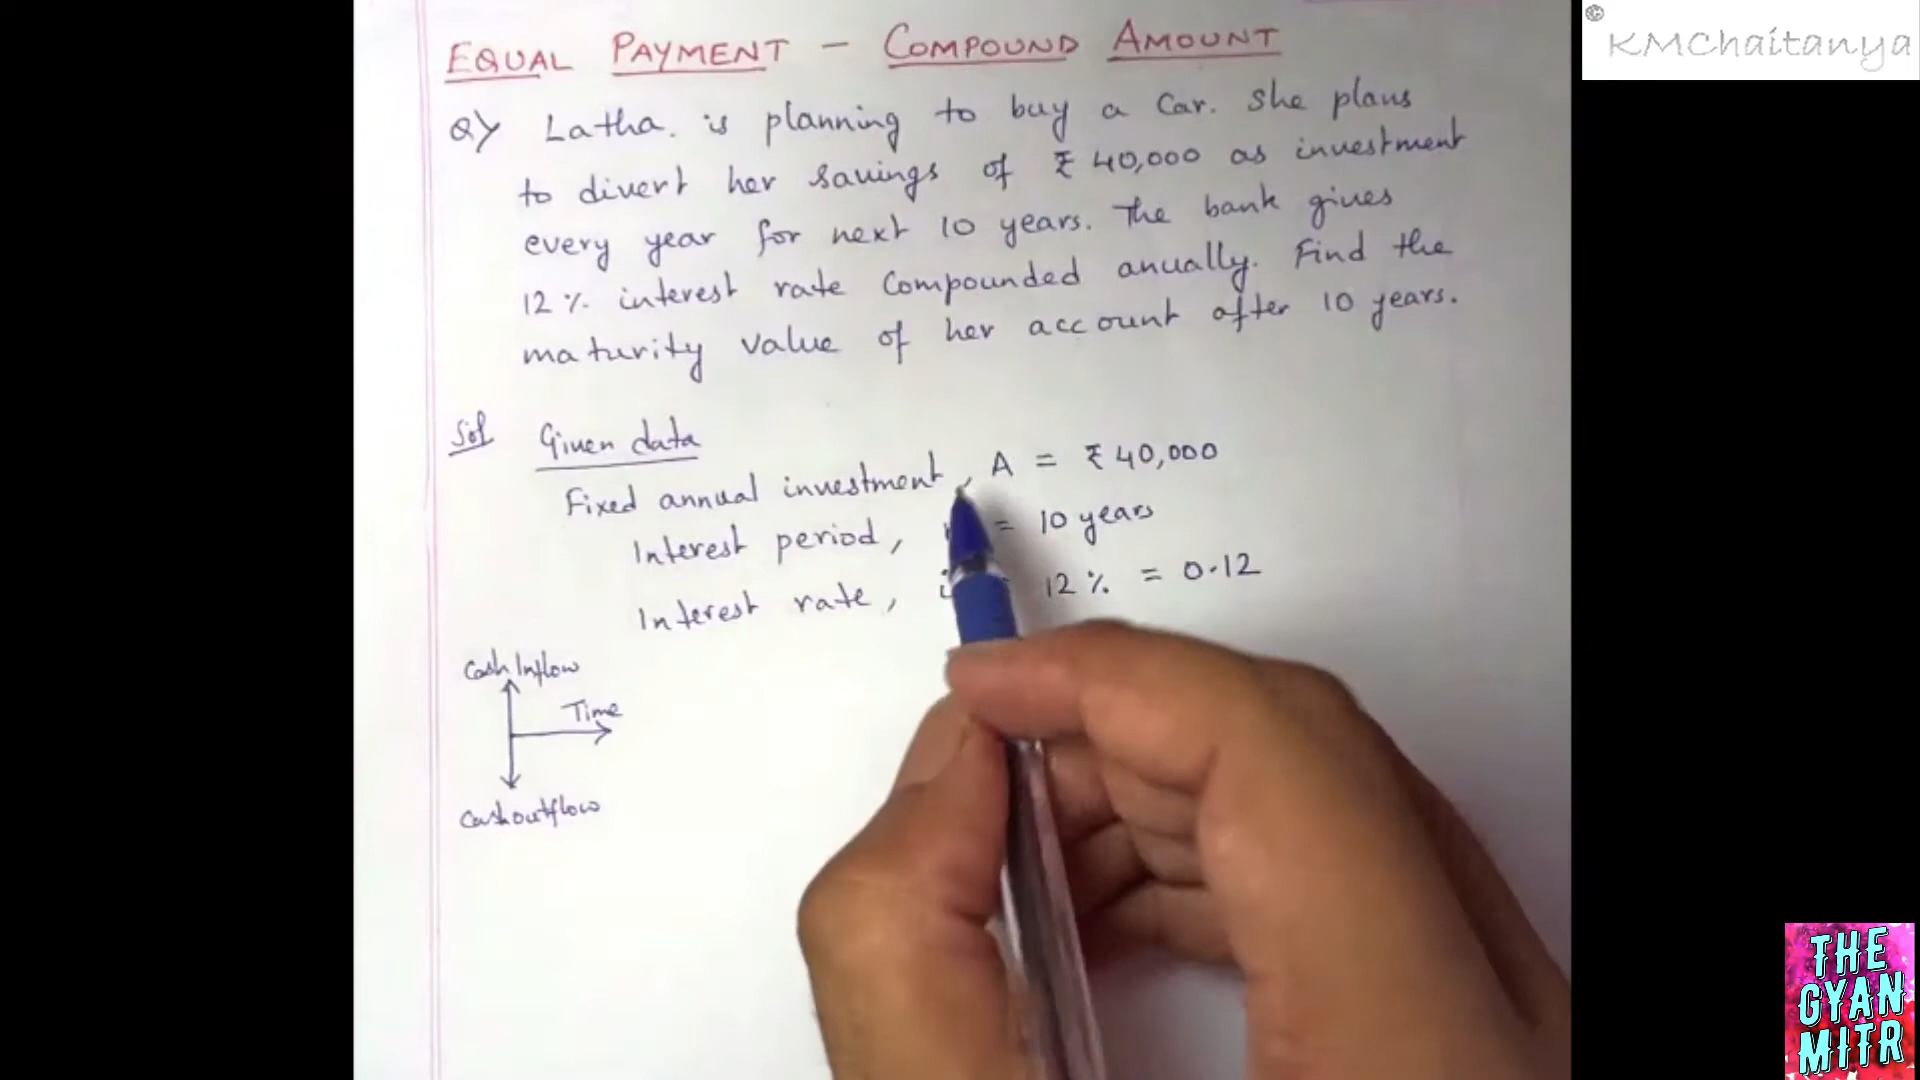 EQUAL PAYMENT - COMPOUND AMOUNT
Q) Latha. is planning to buy a Car. She plans
to divert her savings of ₹ 40,000 as investment
every year for next 10 years. The bank gives
12 % interest rate compounded anually. Find the
maturity value of her account after 10 years.
Sol Given data
Fixed annual investment, A = ₹ 40,000
Interest period, = 10 years
Interest rate, i 12 % = 0.12
Cash Inflow
Time
Cash outflow
© KMChaitanya
THE
GYAN
MITR